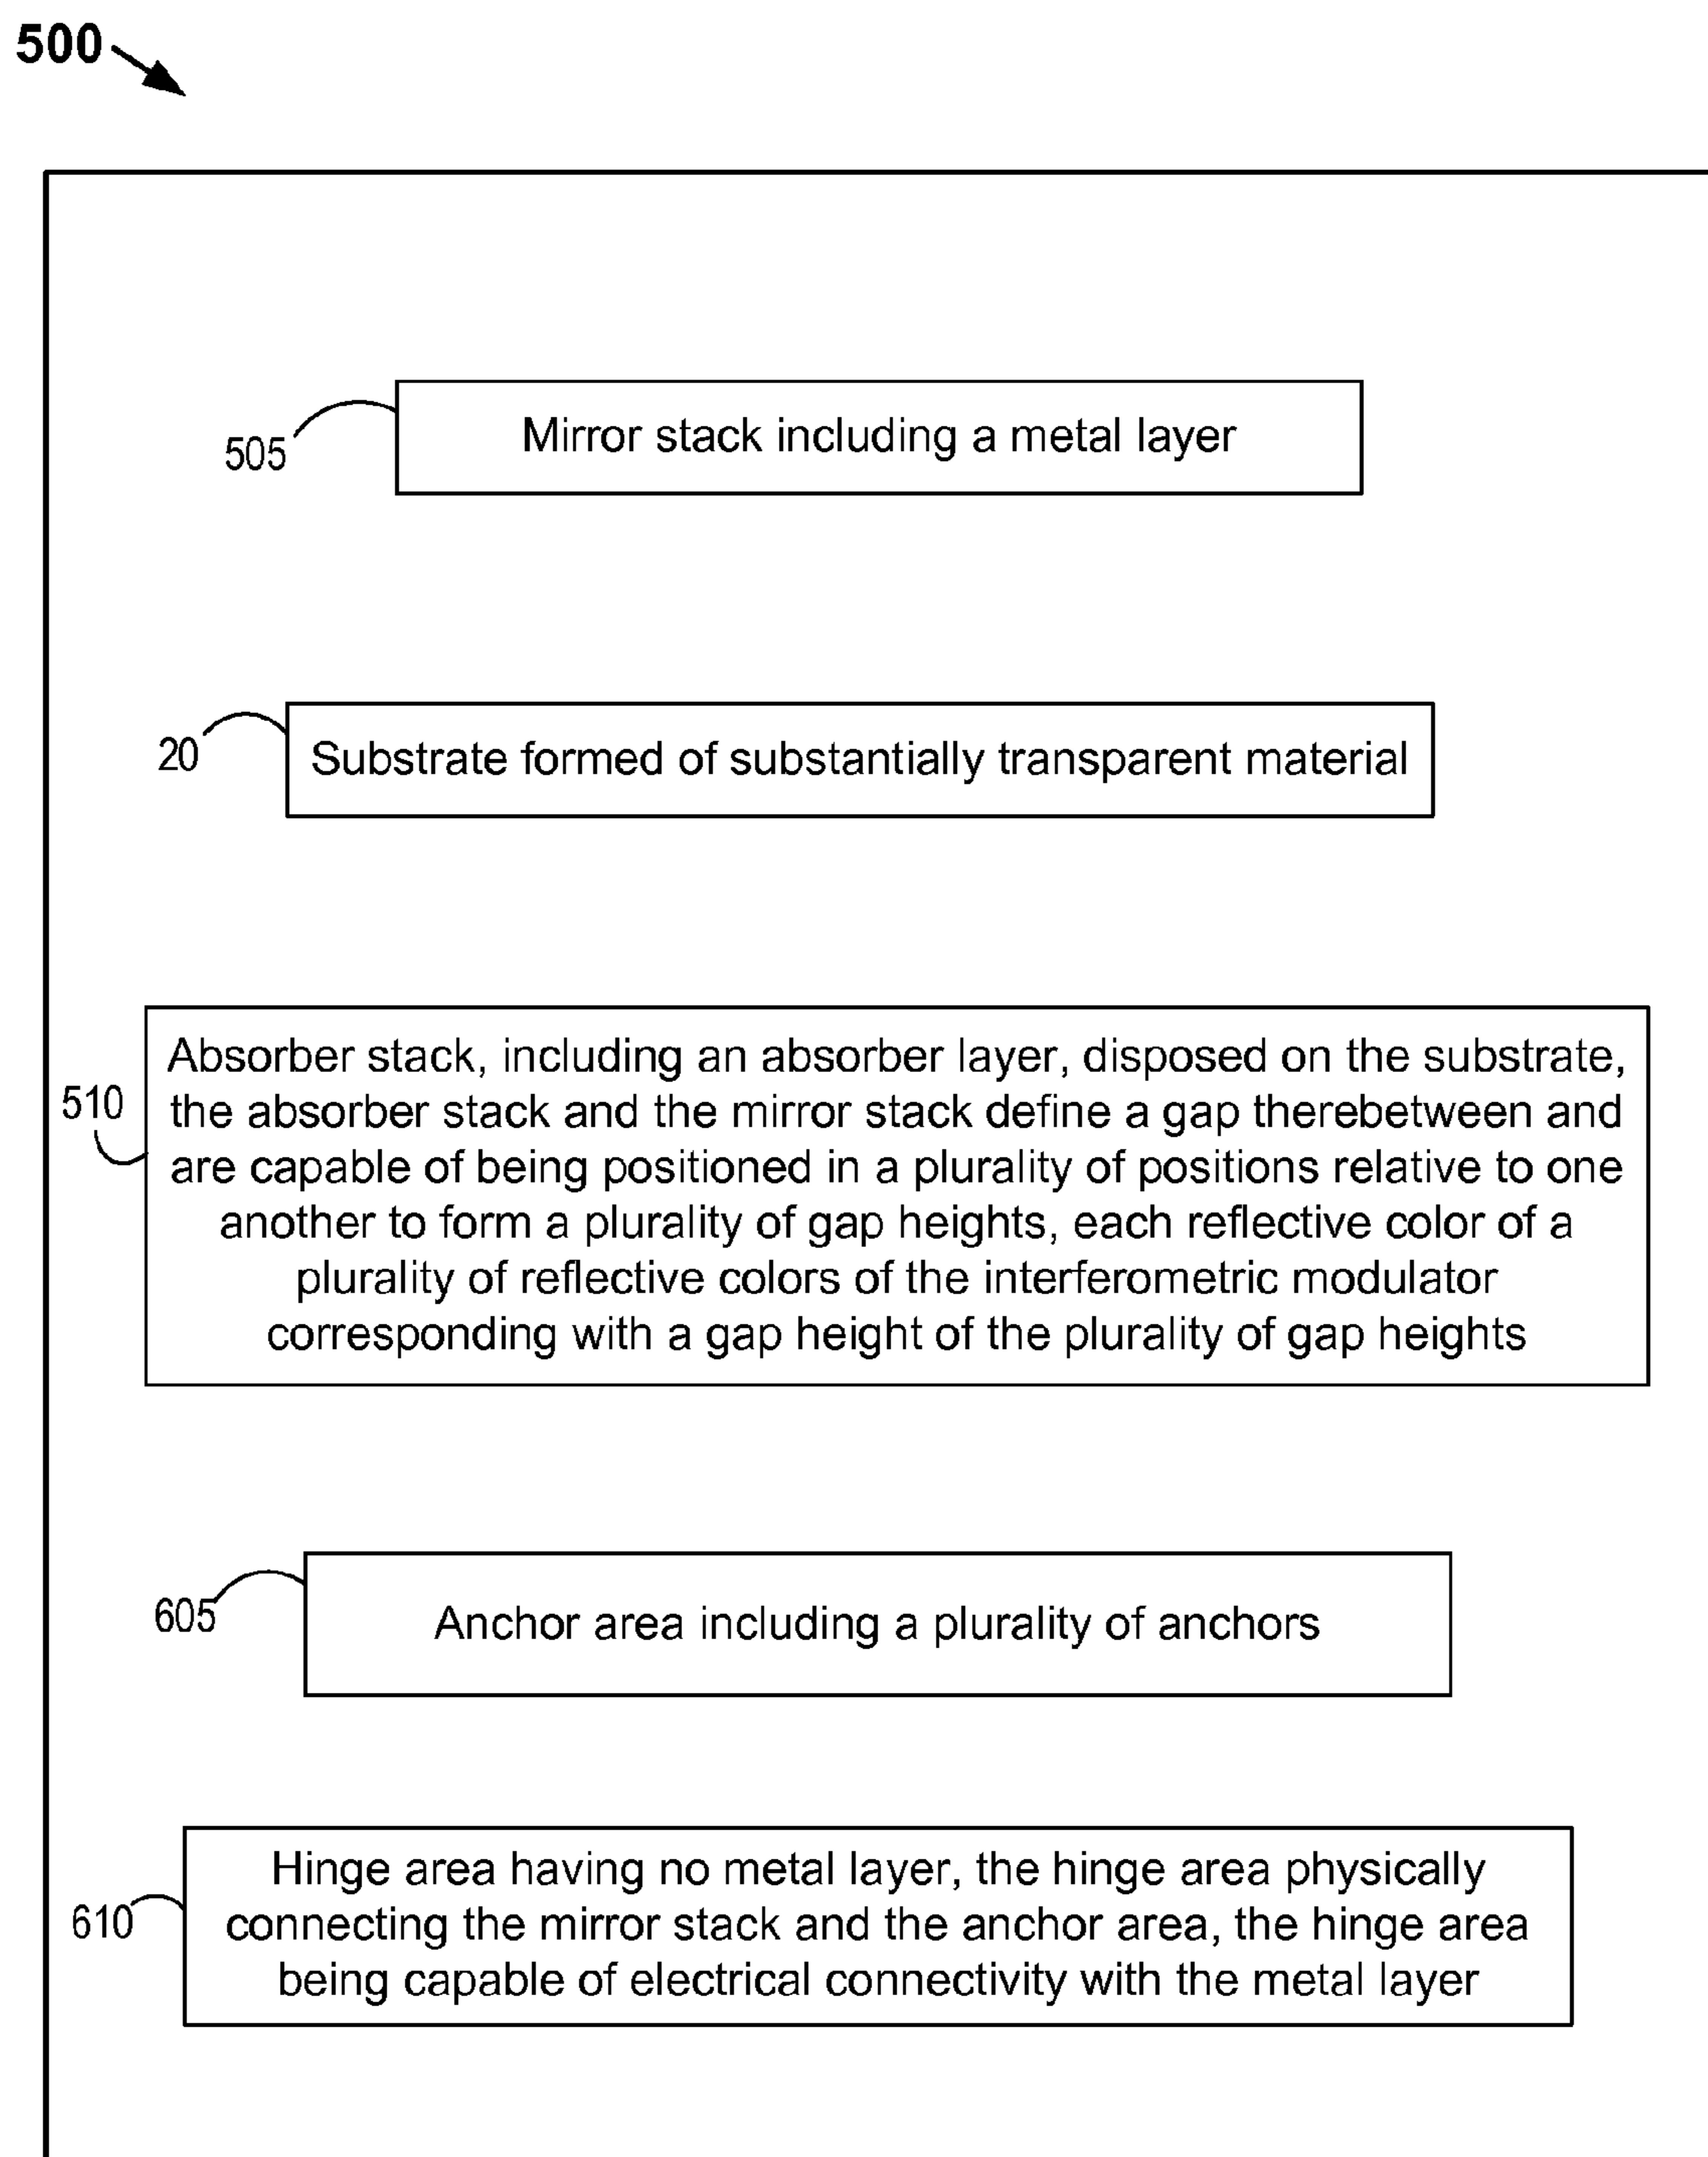 500
505
Mirror stack including a metal layer
20
Substrate formed of substantially transparent material
510
Absorber stack, including an absorber layer, disposed on the substrate,
the absorber stack and the mirror stack define a gap therebetween and
are capable of being positioned in a plurality of positions relative to one
another to form a plurality of gap heights, each reflective color of a
plurality of reflective colors of the interferometric modulator
corresponding with a gap height of the plurality of gap heights
605
Anchor area including a plurality of anchors
610
Hinge area having no metal layer, the hinge area physically
connecting the mirror stack and the anchor area, the hinge area
being capable of electrical connectivity with the metal layer